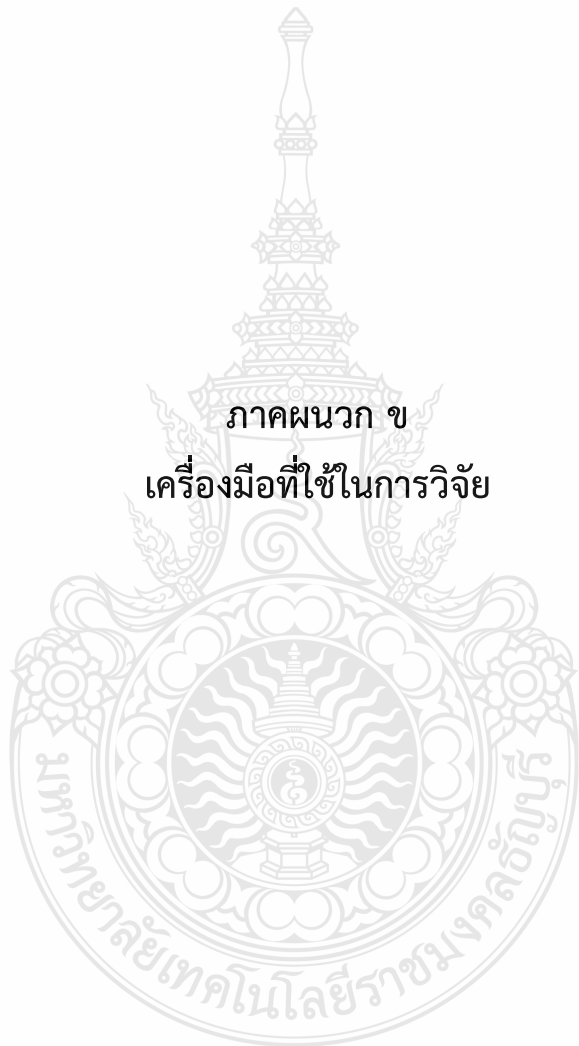 ภาคผนวก ข
เครื่องมือที่ใช้ในการวิจัย
มหาวิทยาลัยเทคโนโลยีราชมงคลธัญบุรี